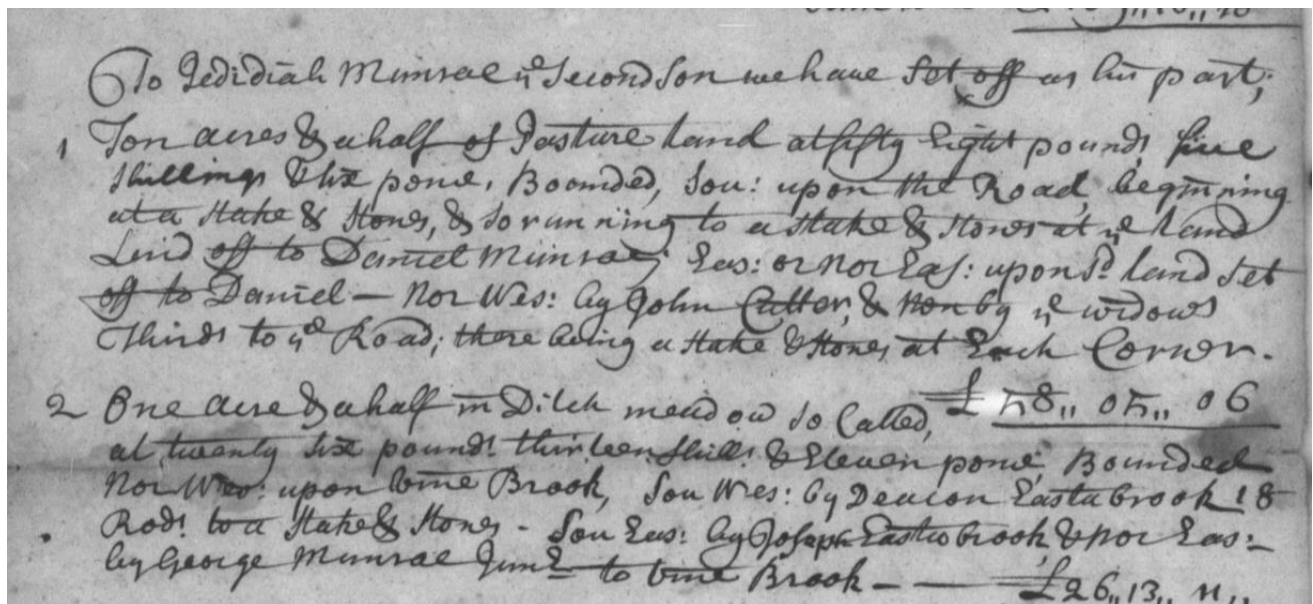 To Jedidiah Munroe ye Second Son we have Set off as his part;
1 Ten acres & a half of Pasture Land at fifty Eight pounds five
Shillings & six pence, Bounded, Sou: upon the Road, beginning
at a Stake & Stones, & so running to a Stake & Stones at ye Land
Laid off to Daniel Munroe; Eas: or Nor Eas: upon sd. land Set
off to Daniel — Nor Wes: by John Cutter, & Nor by ye widows
Thirds to ye Road; there being a Stake & Stones at Each Corner.
£58,, 05,, 06
2 One acre & a half in Ditch meadow so Called,
at twenty six pounds thirteen Shills & Eleven pence Bounded
Nor Wes: upon Vine Brook, Sou Wes: by Deacon Eastabrook 18
Rods to a Stake & Stones - Sou Eas: by Joseph Eastabrook & Nor Eas:
by George Munroe Junr to Vine Brook - — £26,, 13,, 11,,